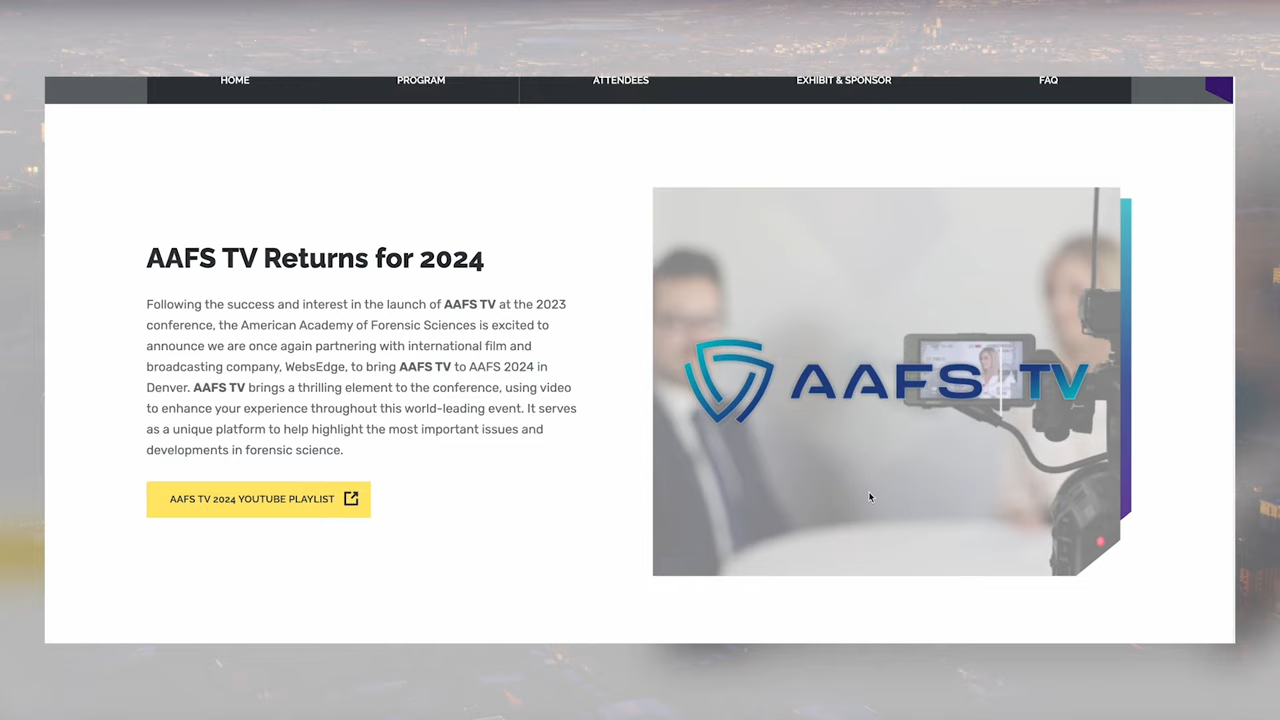 HOME PROGRAM ATTENDEES EXHIBIT & SPONSOR FAQ
AAFS TV Returns for 2024
Following the success and interest in the launch of AAFS TV at the 2023
conference, the American Academy of Forensic Sciences is excited to
announce we are once again partnering with international film and
broadcasting company, WebsEdge, to bring AAFS TV to AAFS 2024 in
Denver. AAFS TV brings a thrilling element to the conference, using video
to enhance your experience throughout this world-leading event. It serves
as a unique platform to help highlight the most important issues and
developments in forensic science.
AAFS TV 2024 YOUTUBE PLAYLIST
AAFS TV